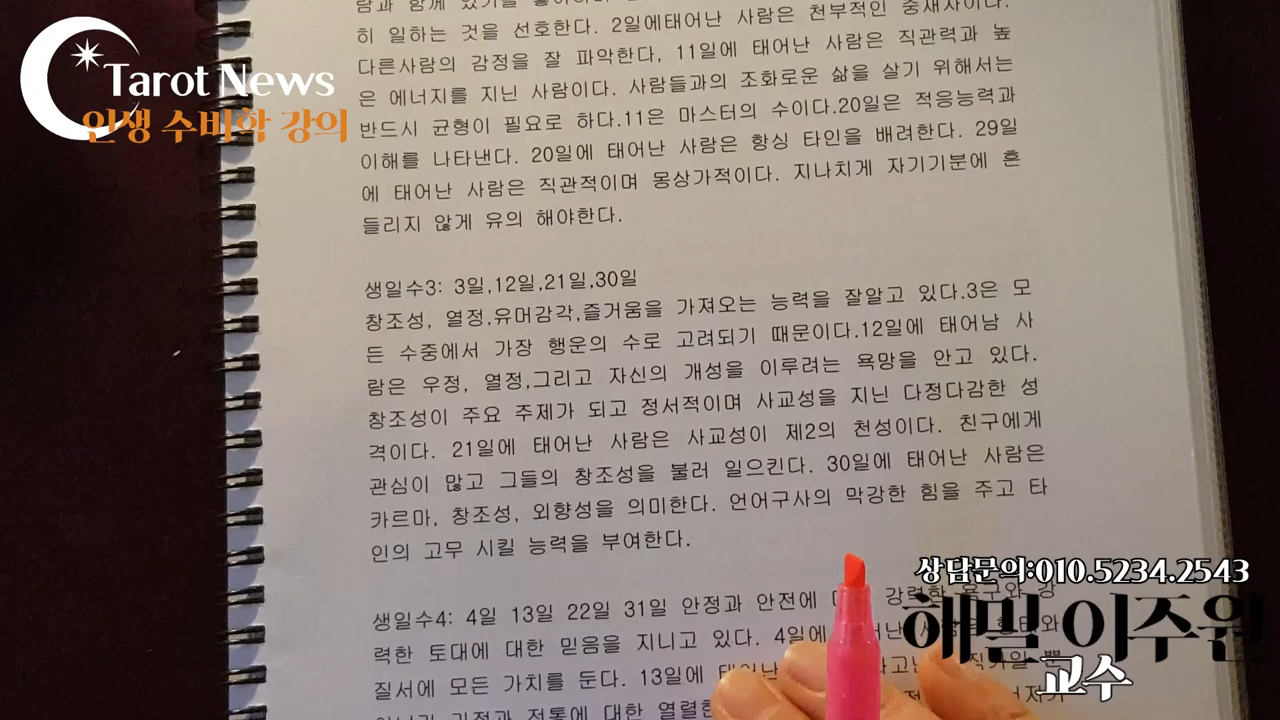 Tarot News
인생 수비학 강의
람과 함께 있기를
히 일하는 것을 선호한다. 2일에태어난 사람은 천부적인 중재자이다.
다른사람의 감정을 잘 파악한다, 11일에 태어난 사람은 직관력과 높
은 에너지를 지닌 사람이다. 사람들과의 조화로운 삶을 살기 위해서는
반드시 균형이 필요로 하다.11은 마스터의 수이다.20일은 적응능력과
이해를 나타낸다. 20일에 태어난 사람은 항싱 타인을 배려한다. 29일
에 태어난 사람은 직관적이며 몽상가적이다. 지나치게 자기기분에 흔
들리지 않게 유의 해야한다.
생일수3: 3일,12일,21일,30일
창조성, 열정.유머감각,즐거움을 가져오는 능력을 잘알고 있다.3은 모
든 수중에서 가장 행운의 수로 고려되기 때문이다.12일에 태어남 사
람은 우정, 열정,그리고 자신의 개성을 이루려는 욕망을 안고 있다.
창조성이 주요 주제가 되고 정서적이며 사교성을 지닌 다정다감한 성
격이다. 21일에 태어난 사람은 사교성이 제2의 천성이다. 친구에게
관심이 많고 그들의 창조성을 불러 일으킨다. 30일에 태어난 사람은
카르마, 창조성, 외향성을 의미한다. 언어구사의 막강한 힘을 주고 타
인의 고무 시킬 능력을 부여한다.
생일수4: 4일 13일 22일 31일 안정과 안전에 강력한 욕구와 강
력한 토대에 대한 믿음을 지니고 있다. 4일에
질서에 모든 가치를 둔다. 13일에
전통에 대한
상담문의:010.5234.2543
해밀 이주원
교수